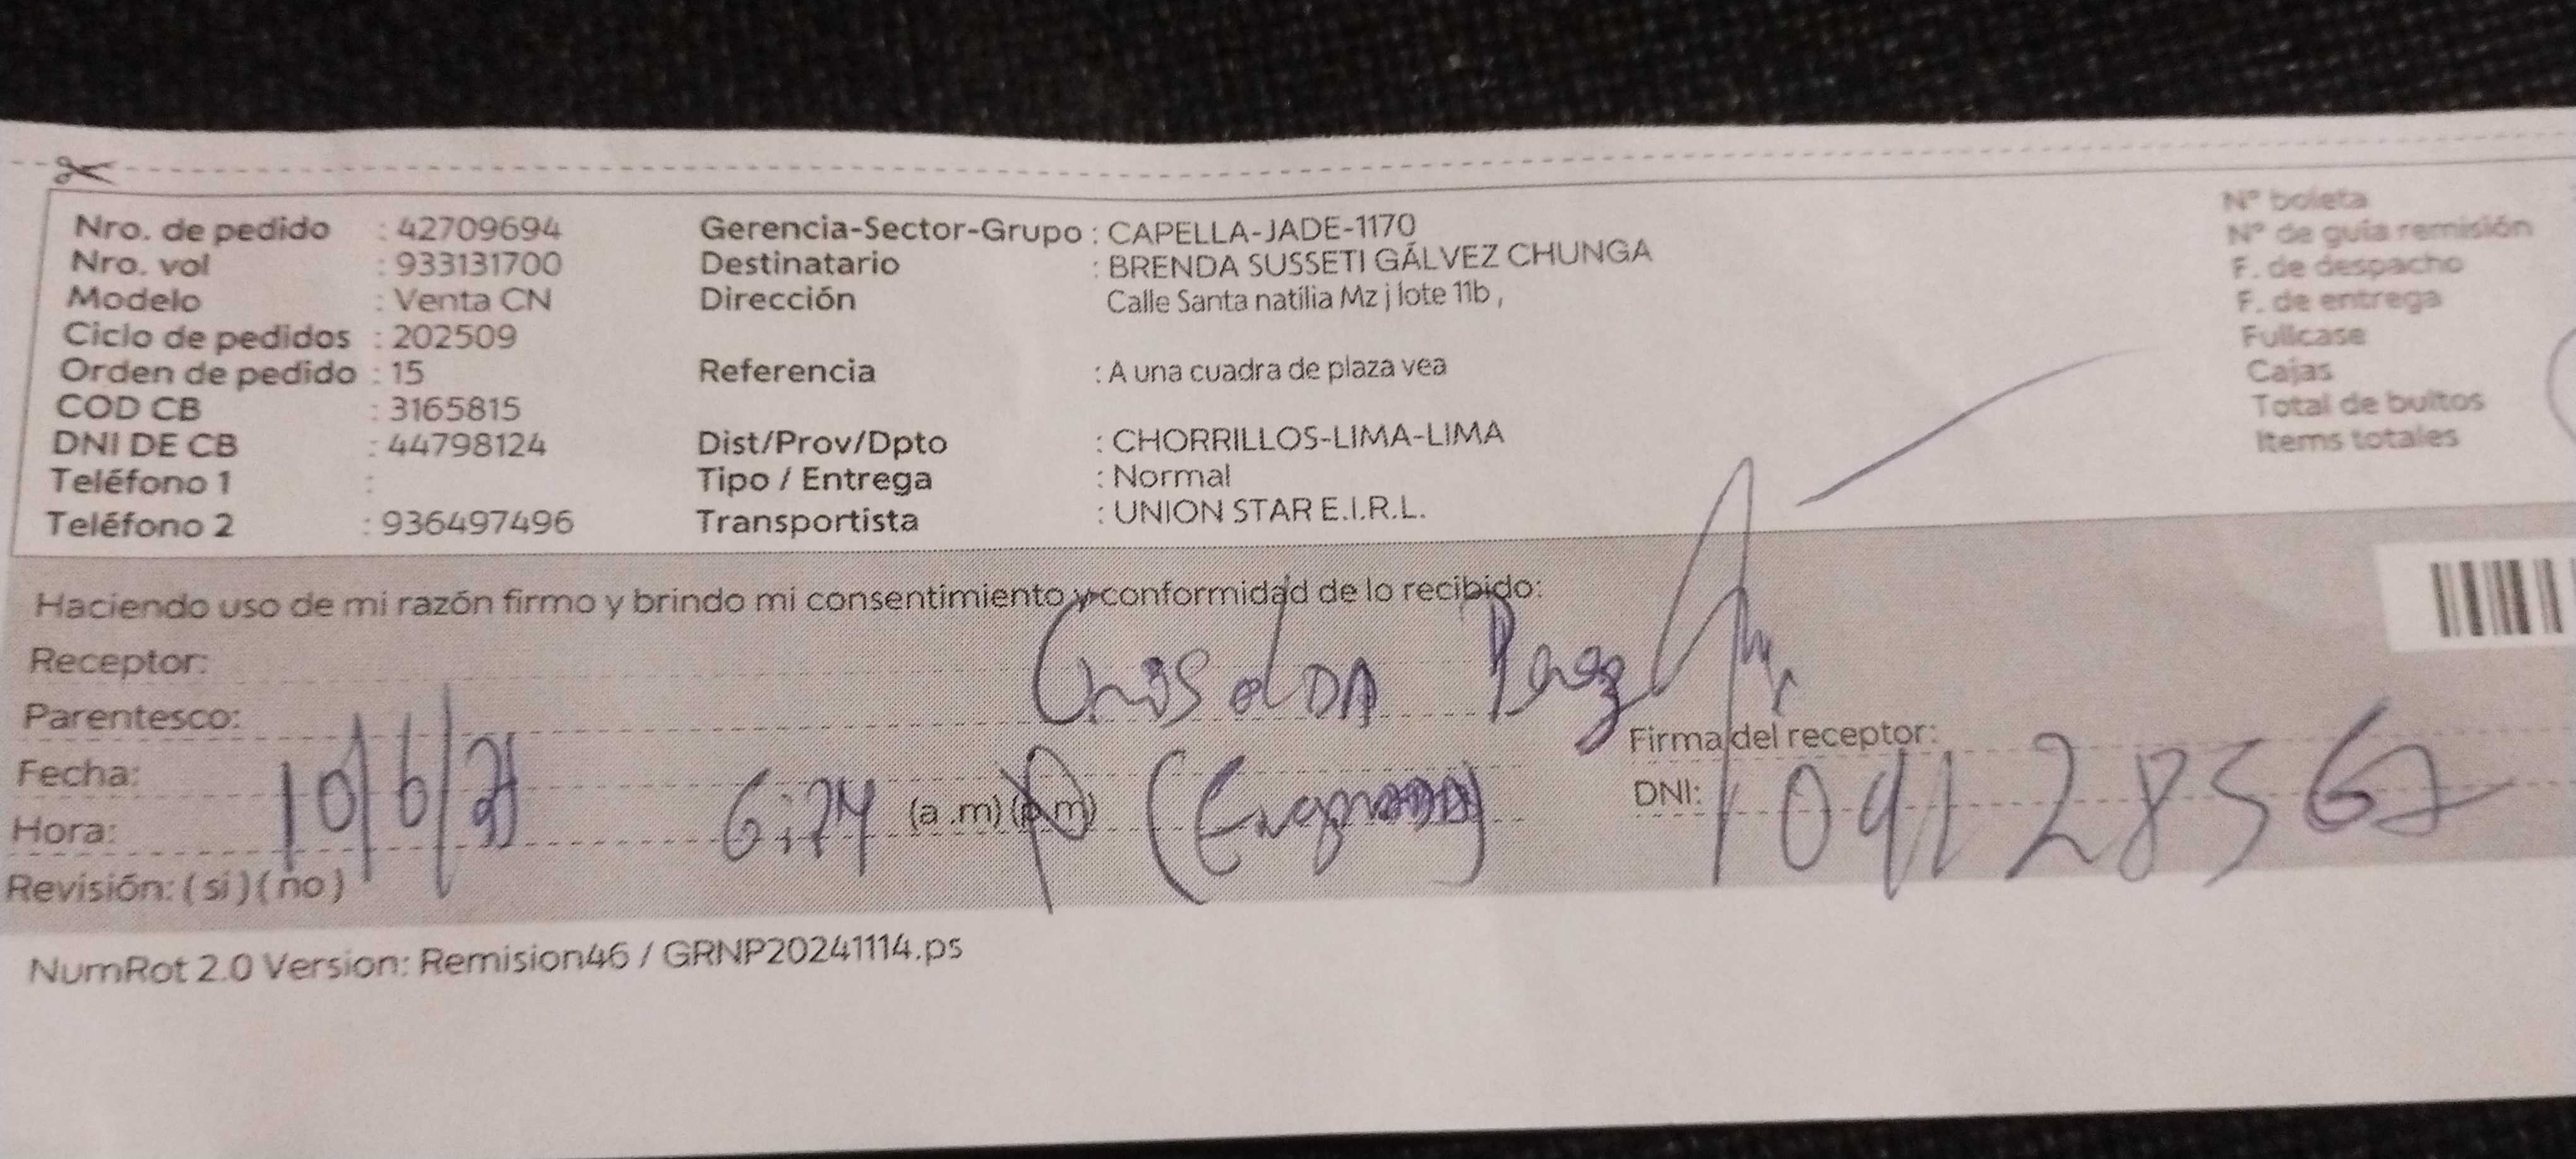 Nro. de pedido : 42709694 Gerencia-Sector-Grupo : CAPELLA-JADE-1170 N° boleta
Nro. vol : 933131700 Destinatario : BRENDA SUSSETI GÁLVEZ CHUNGA N° de guía remisión
Modelo : Venta CN Dirección Calle Santa natilia Mz j lote 11b , F. de despacho
F. de entrega
Ciclo de pedidos : 202509 Fullcase
Orden de pedido : 15 Referencia : A una cuadra de plaza vea Cajas
COD CB : 3165815 Total de bultos
DNI DE CB : 44798124 Dist/Prov/Dpto : CHORRILLOS-LIMA-LIMA Items totales
Teléfono 1 : Tipo / Entrega : Normal
Teléfono 2 : 936497496 Transportista : UNION STAR E.I.R.L.
Haciendo uso de mi razón firmo y brindo mi consentimiento y conformidad de lo recibido:
Receptor: Perez
Parentesco: Firma del receptor:
Fecha: 10/6/ DNI:
Hora: (a .m) (p.m)
Revisión: ( si ) ( no )
NumRot 2.0 Version: Remision46 / GRNP20241114.ps